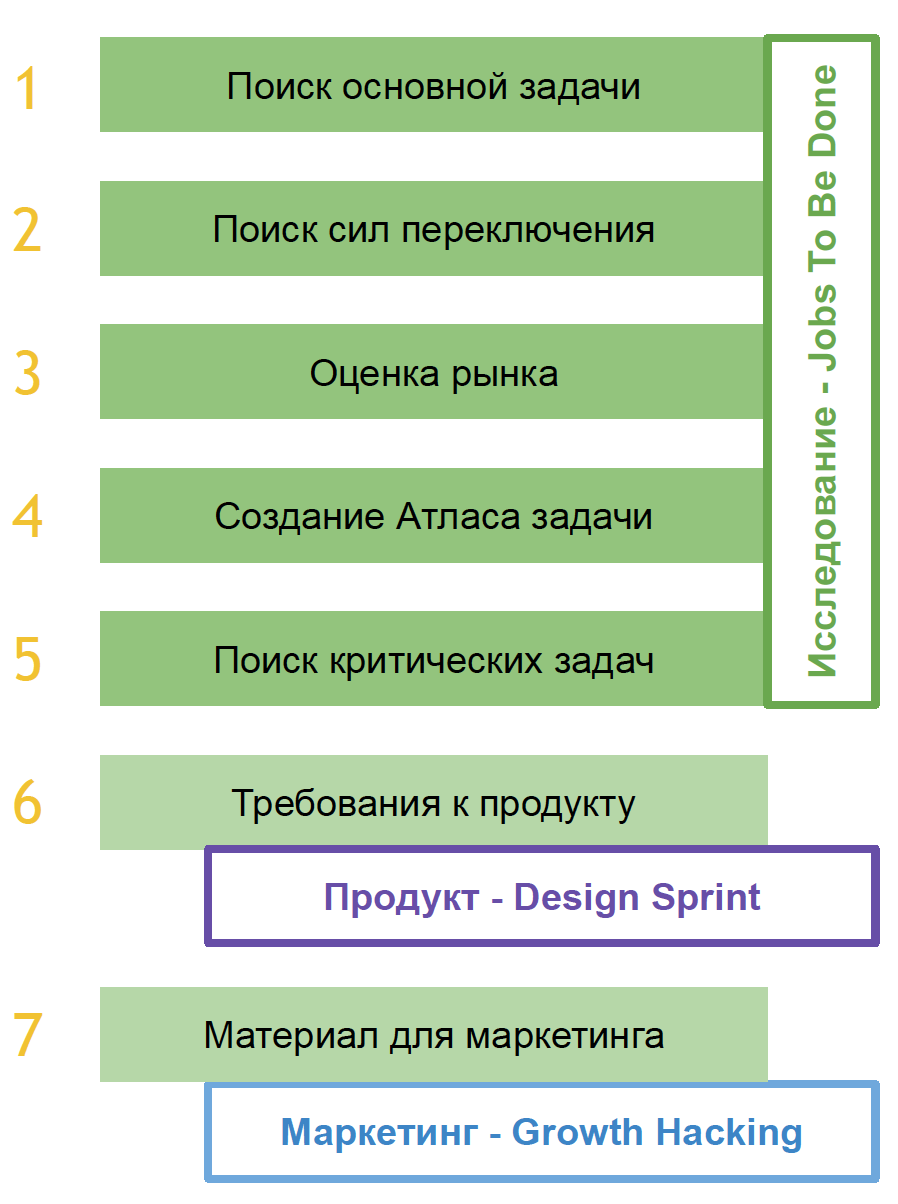 1
Поиск основной задачи
2
Поиск сил переключения
3
Оценка рынка
4
Создание Атласа задачи
5
Поиск критических задач
Исследование - Jobs To Be Done
6
Требования к продукту
Продукт - Design Sprint
7
Материал для маркетинга
Маркетинг - Growth Hacking